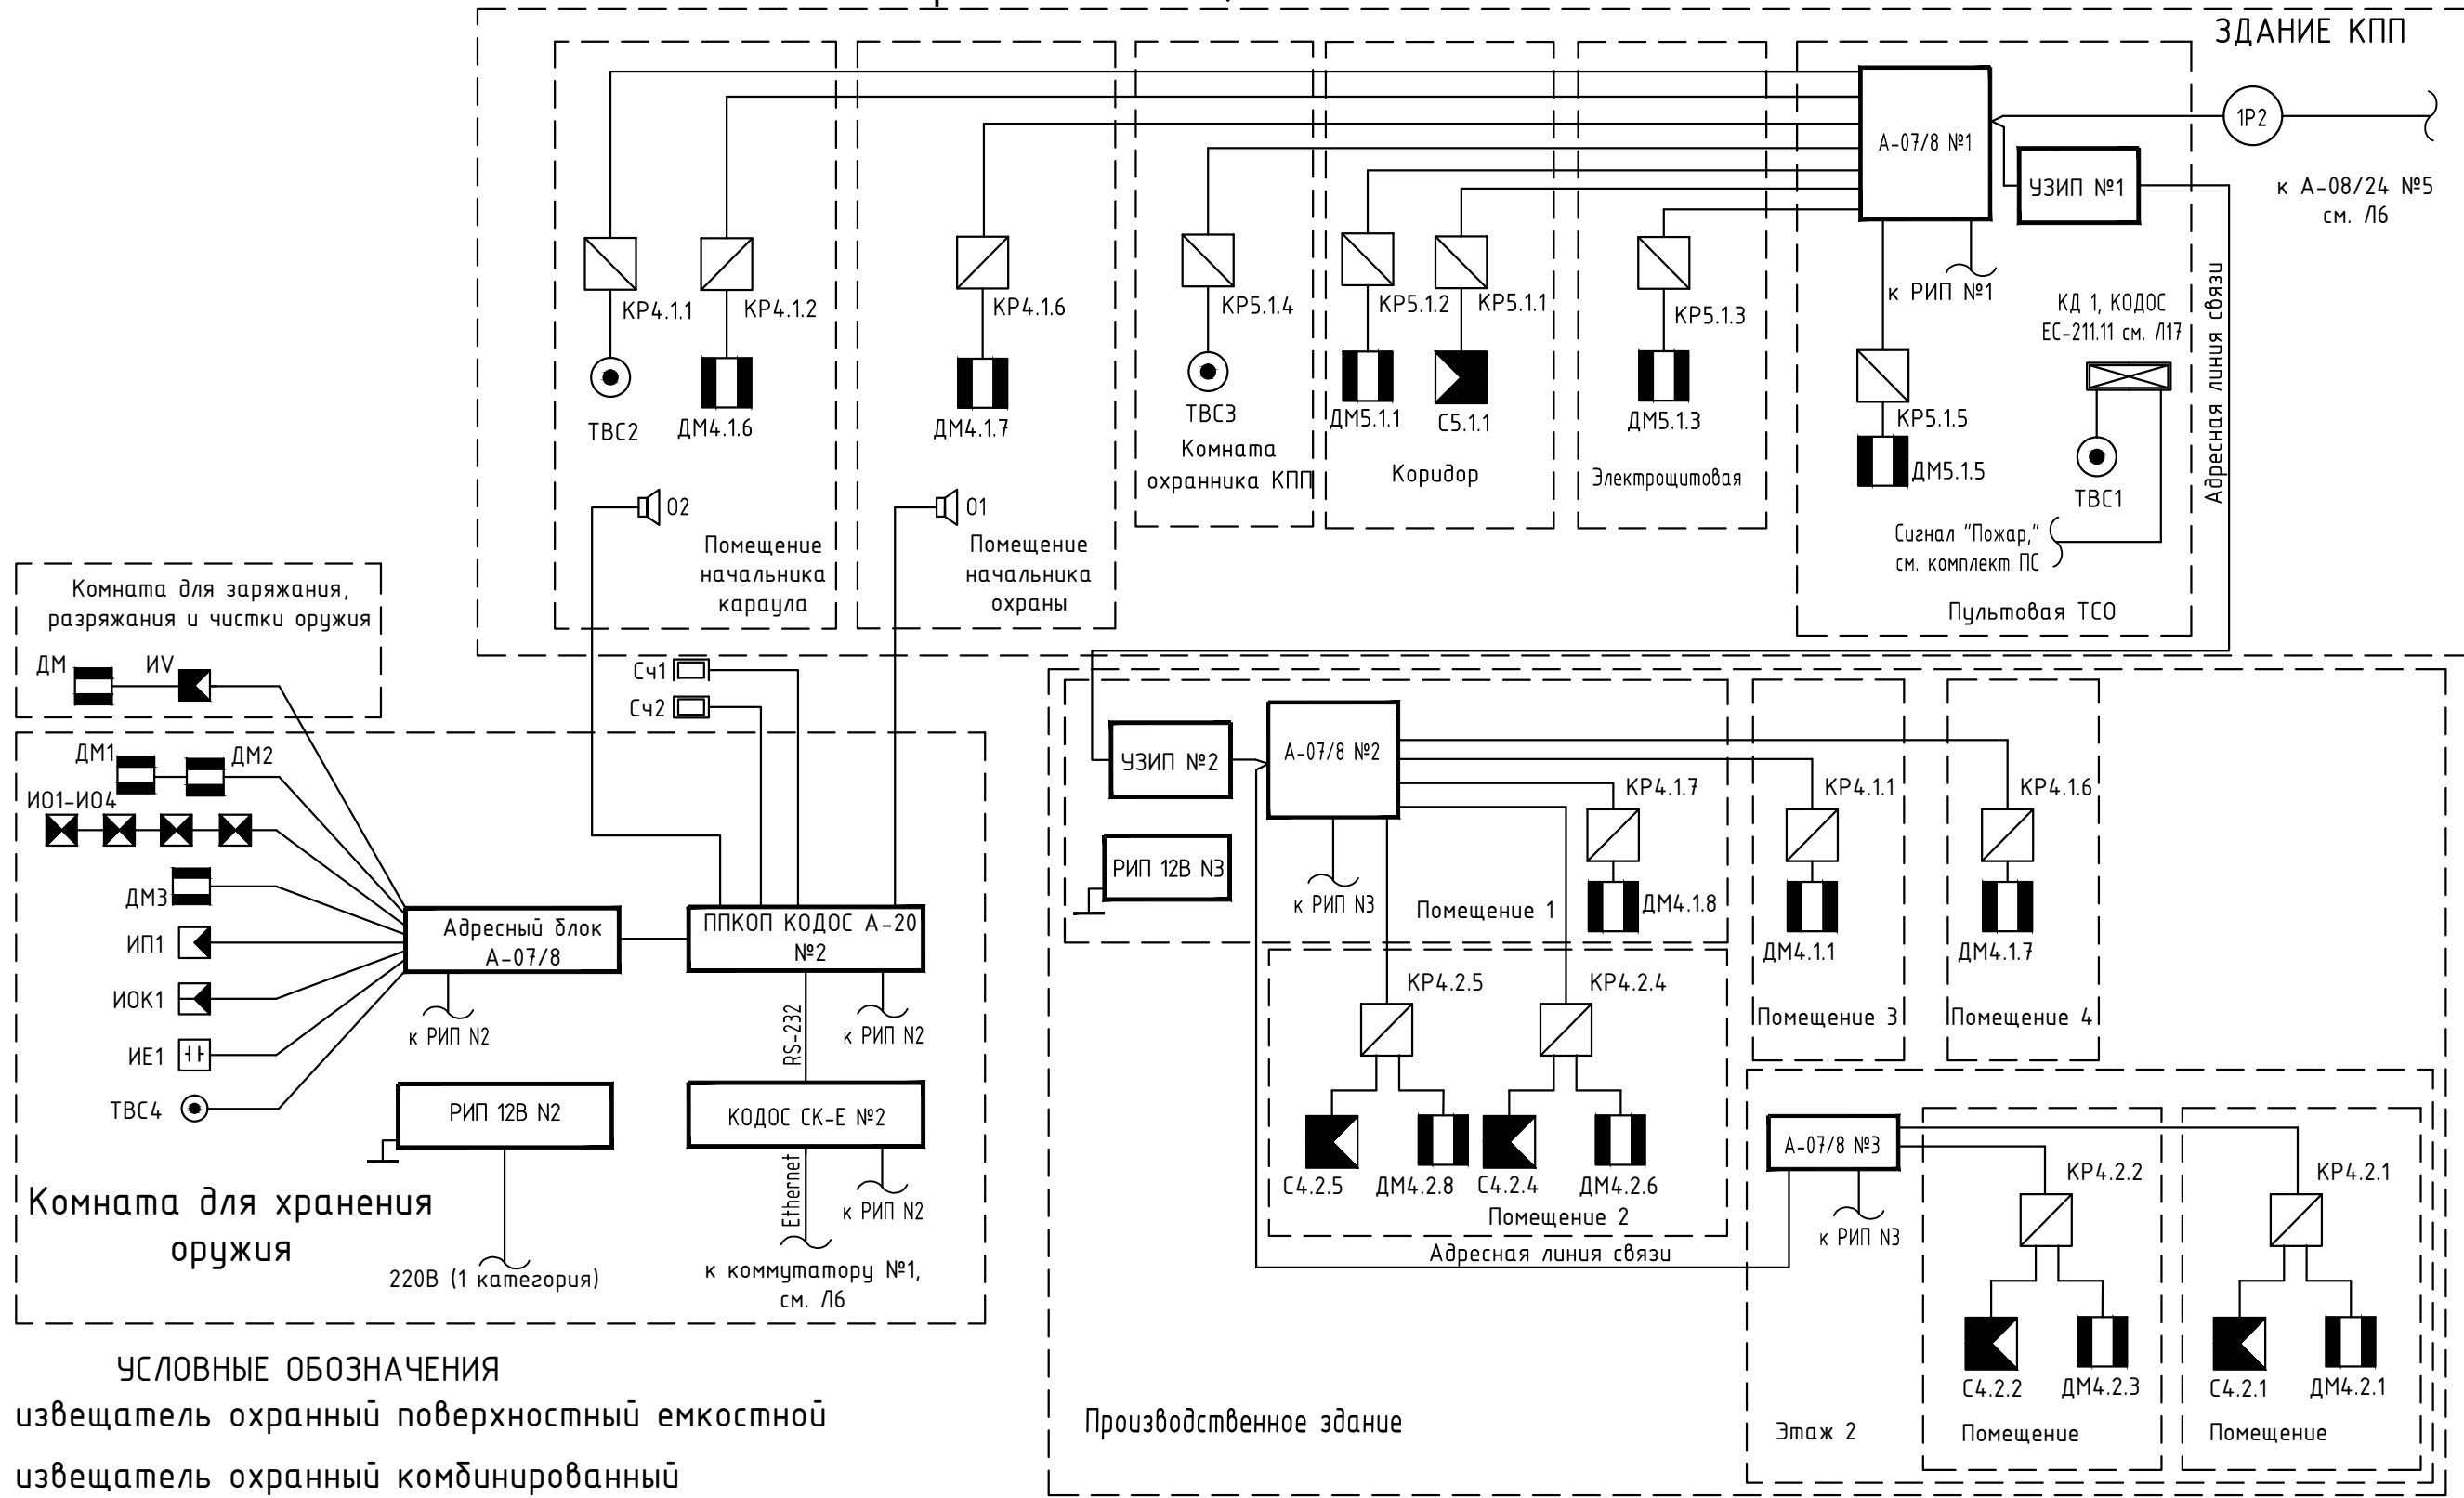 ЗДАНИЕ КПП
А-07/8 №1
1Р2
УЗИП №1
к А-08/24 №5
см. Л6
Адресная линия связи
к РИП №1
КД 1, КОДОС
ЕС-211.11 см. Л17
КР4.1.1
КР4.1.2
КР4.1.6
КР5.1.4
КР5.1.2
КР5.1.1
КР5.1.3
КР5.1.5
ТВС2
ДМ4.1.6
ДМ4.1.7
ТВС3
ДМ5.1.1
С5.1.1
ДМ5.1.3
ДМ5.1.5
ТВС1
Комната
охранника КПП
Коридор
Электрощитовая
О2
О1
Помещение
начальника
караула
Помещение
начальника
охраны
Сигнал "Пожар,"
см. комплект ПС
Пультовая ТСО
Комната для заряжания,
разряжания и чистки оружия
ДМ
ИV
Сч1
Сч2
ДМ1
ДМ2
ИО1-ИО4
ДМ3
ИП1
ИОК1
ИЕ1
ТВС4
Адресный блок
А-07/8
ППКОП КОДОС А-20
№2
к РИП N2
RS-232
к РИП N2
РИП 12В N2
КОДОС СК-Е №2
Ethernet
к РИП N2
Комната для хранения
оружия
220В (1 категория)
к коммутатору №1,
см. Л6
УЗИП №2
А-07/8 №2
РИП 12В N3
к РИП N3
КР4.1.7
КР4.1.1
КР4.1.6
ДМ4.1.8
Помещение 1
ДМ4.1.1
ДМ4.1.7
Помещение 3
Помещение 4
КР4.2.5
КР4.2.4
С4.2.5
ДМ4.2.8
С4.2.4
ДМ4.2.6
Помещение 2
Адресная линия связи
А-07/8 №3
к РИП N3
КР4.2.2
КР4.2.1
С4.2.2
ДМ4.2.3
С4.2.1
ДМ4.2.1
Этаж 2
Помещение
Помещение
Производственное здание
УСЛОВНЫЕ ОБОЗНАЧЕНИЯ
извещатель охранный поверхностный емкостной
извещатель охранный комбинированный